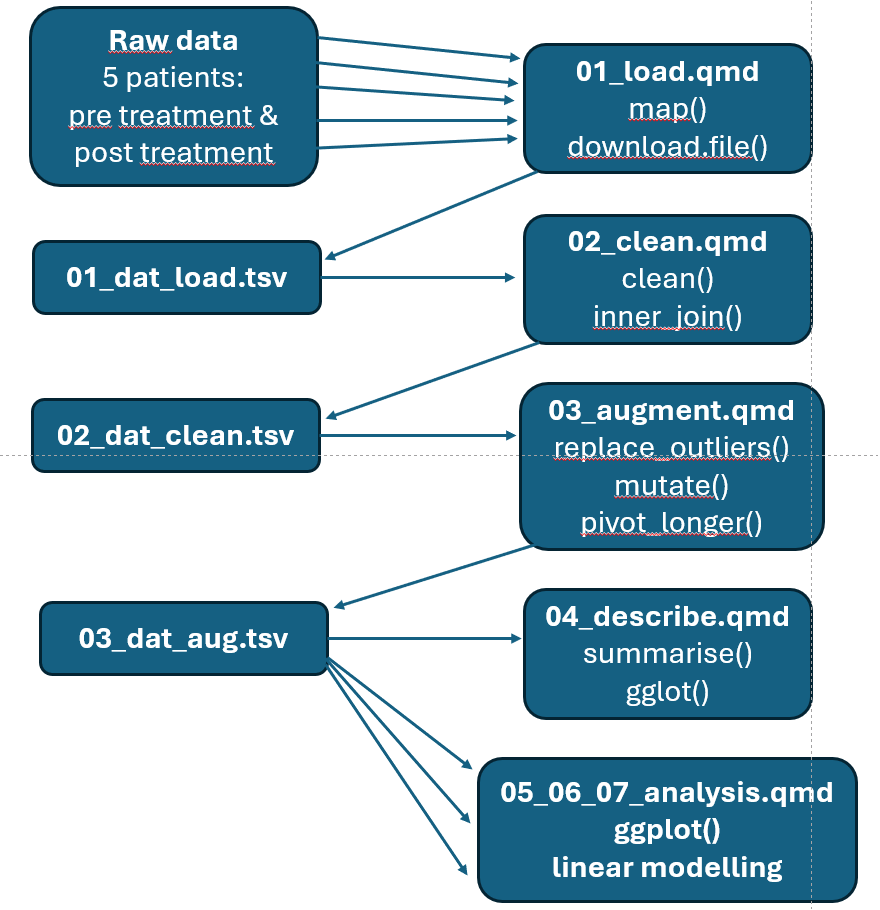 Raw data
5 patients:
pre treatment &
post treatment
01_load.qmd
map()
download.file()
01_dat_load.tsv
02_clean.qmd
clean()
inner_join()
02_dat_clean.tsv
03_augment.qmd
replace_outliers()
mutate()
pivot_longer()
03_dat_aug.tsv
04_describe.qmd
summarise()
gglot()
05_06_07_analysis.qmd
ggplot()
linear modelling